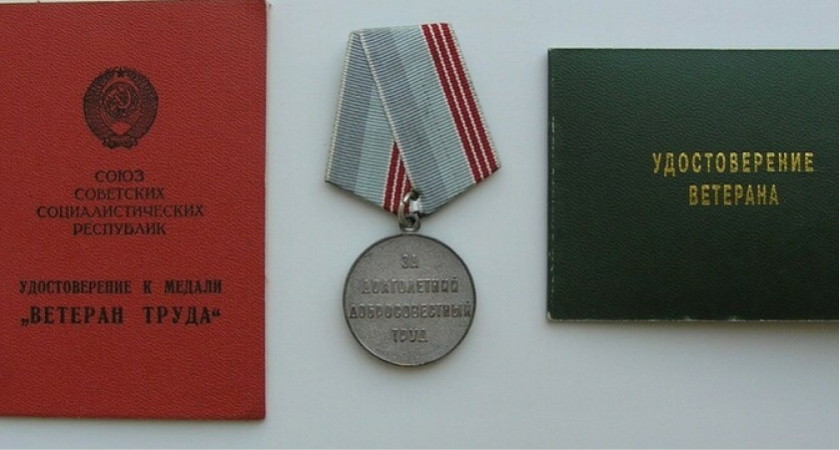 СОЮЗ
СОВЕТСКИХ
СОЦИАЛИСТИЧЕСКИХ
РЕСПУБЛИК
УДОСТОВЕРЕНИЕ К МЕДАЛИ
„ВЕТЕРАН ТРУДА“
ЗА
ДОЛГОЛЕТНИЙ
ДОБРОСОВЕСТНЫЙ
ТРУД
УДОСТОВЕРЕНИЕ
ВЕТЕРАНА